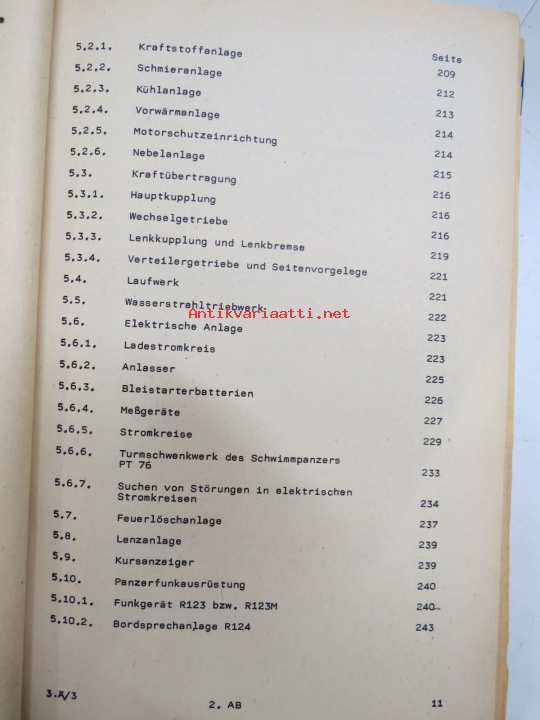 Seite
5.2.1. Kraftstoffanlage 209
5.2.2. Schmieranlage 212
5.2.3. Kühlanlage 213
5.2.4. Vorwärmanlage 214
5.2.5. Motorschutzeinrichtung 214
5.2.6. Nebelanlage 215
5.3. Kraftübertragung 216
5.3.1. Hauptkupplung 216
5.3.2. Wechselgetriebe 216
5.3.3. Lenkkupplung und Lenkbremse 219
5.3.4. Verteilergetriebe und Seitenvorgelege 221
5.4. Laufwerk 221
5.5. Wasserstrahltriebwerk 222
Antikvariaatti.net
5.6. Elektrische Anlage 223
5.6.1. Ladestromkreis 223
5.6.2. Anlasser 225
5.6.3. Bleistarterbatterien 226
5.6.4. Meßgeräte 227
5.6.5. Stromkreise 229
5.6.6. Turmschwenkwerk des Schwimmpanzers
PT 76 233
5.6.7. Suchen von Störungen in elektrischen
Stromkreisen 234
5.7. Feuerlöschanlage 237
5.8. Lenzanlage 239
5.9. Kursanzeiger 239
5.10. Panzerfunkausrüstung 240
5.10.1. Funkgerät R123 bzw. R123M 240
5.10.2. Bordsprechanlage R124 243
3.Ä/3 2. AB 11